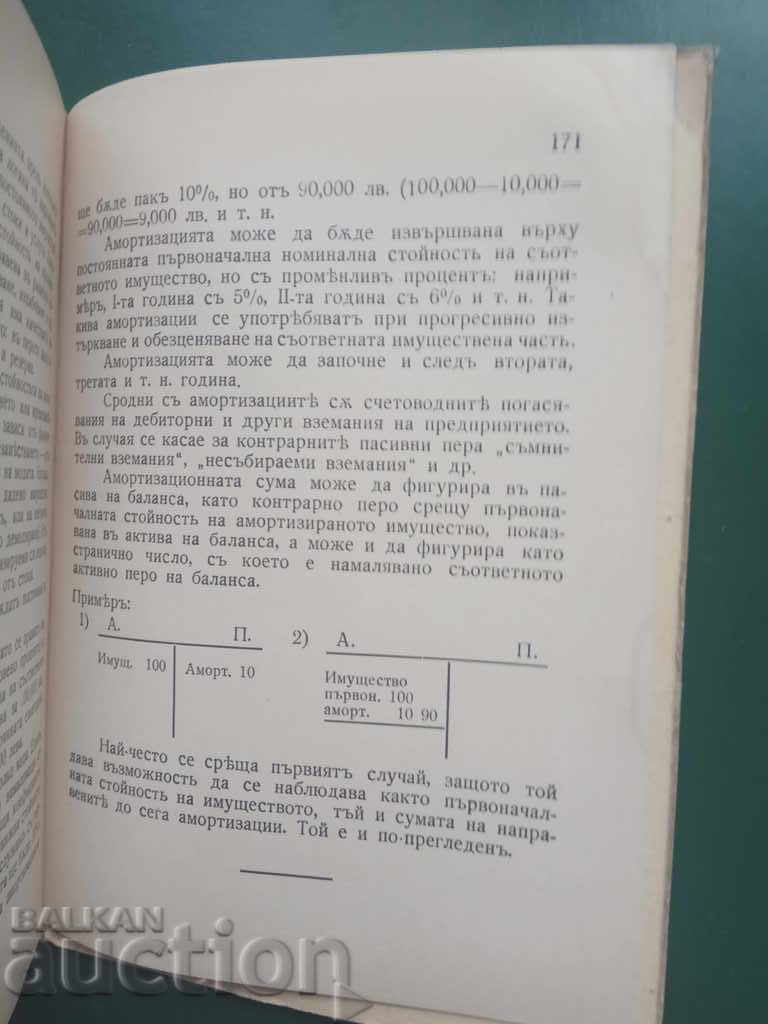 171
ще бѫде пакъ 10%, но отъ 90,000 лв. (100,000—10,000=
=90,000=9,000 лв. и т. н.
Амортизацията може да бѫде извършвана върху
постоянната първоначална номинална стойность на съот-
ветното имущество, но съ промѣнливъ процентъ: напри-
мѣръ, I-та година съ 5%, II-та година съ 6% и т. н. Та-
кива амортизации се употрѣбяватъ при прогресивно из-
търкване и обезценяване на съответната имуществена часть.
Амортизацията може да започне и следъ втората,
третата и т. н. година.
Сродни съ амортизациитѣ сѫ счетоводнитѣ погася-
вания на дебиторни и други вземания на предприятието.
Въ случая се касае за контрарнитѣ пасивни пера „съмни-
телни вземания“, „несъбираеми вземания“ и др.
Амортизационната сума може да фигурира въ па-
сива на баланса, като контрарно перо срещу първона-
чалната стойность на амортизираното имущество, показ-
вана въ актива на баланса, а може и да фигурира като
странично число, съ което е намалявано съответното
активно перо на баланса.
Примѣръ:
1) А. П. 2) А. П.
Имущ. 100 Аморт. 10 Имущество
първон. 100
аморт. 10 90
Най-често се срѣща първиятъ случай, защото той
дава възможность да се наблюдава както първоначал-
ната стойность на имуществото, тъй и сумата на напра-
венитѣ до сега амортизации. Той е и по-прегледенъ.
BALKAN
auction